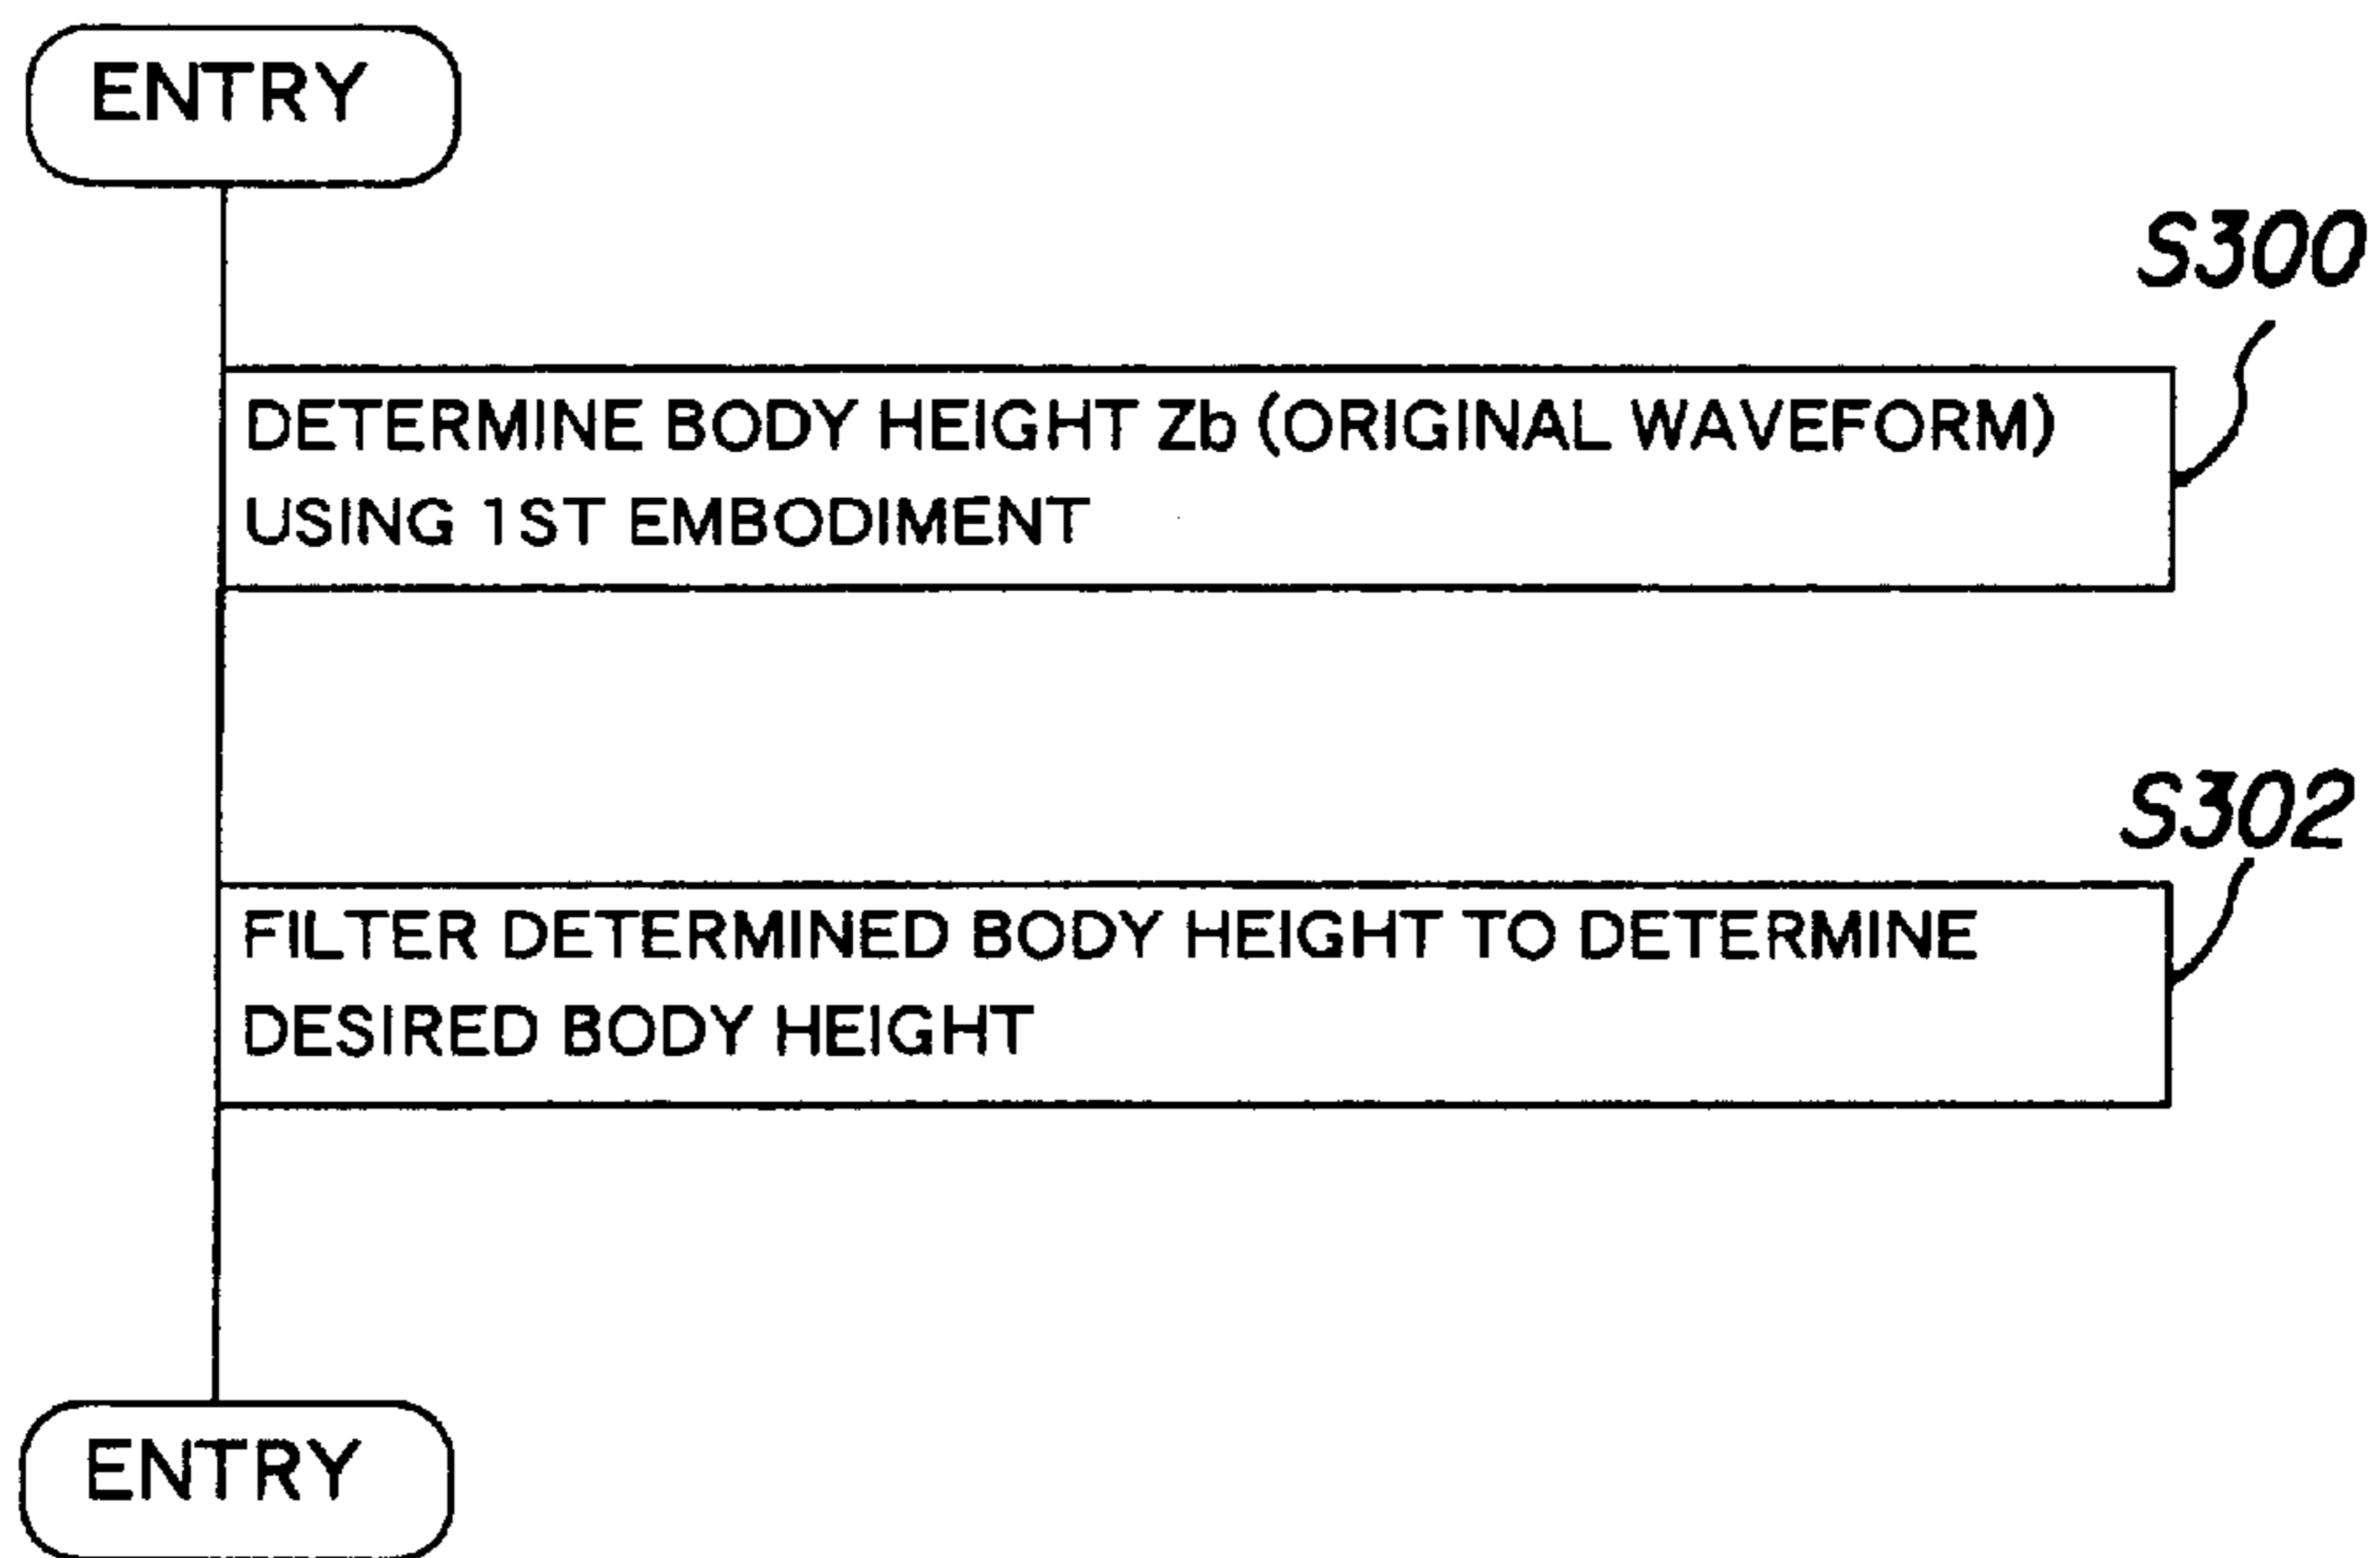 ENTRY
S300
DETERMINE BODY HEIGHT Zb (ORIGINAL WAVEFORM)
USING 1ST EMBODIMENT
S302
FILTER DETERMINED BODY HEIGHT TO DETERMINE
DESIRED BODY HEIGHT
ENTRY